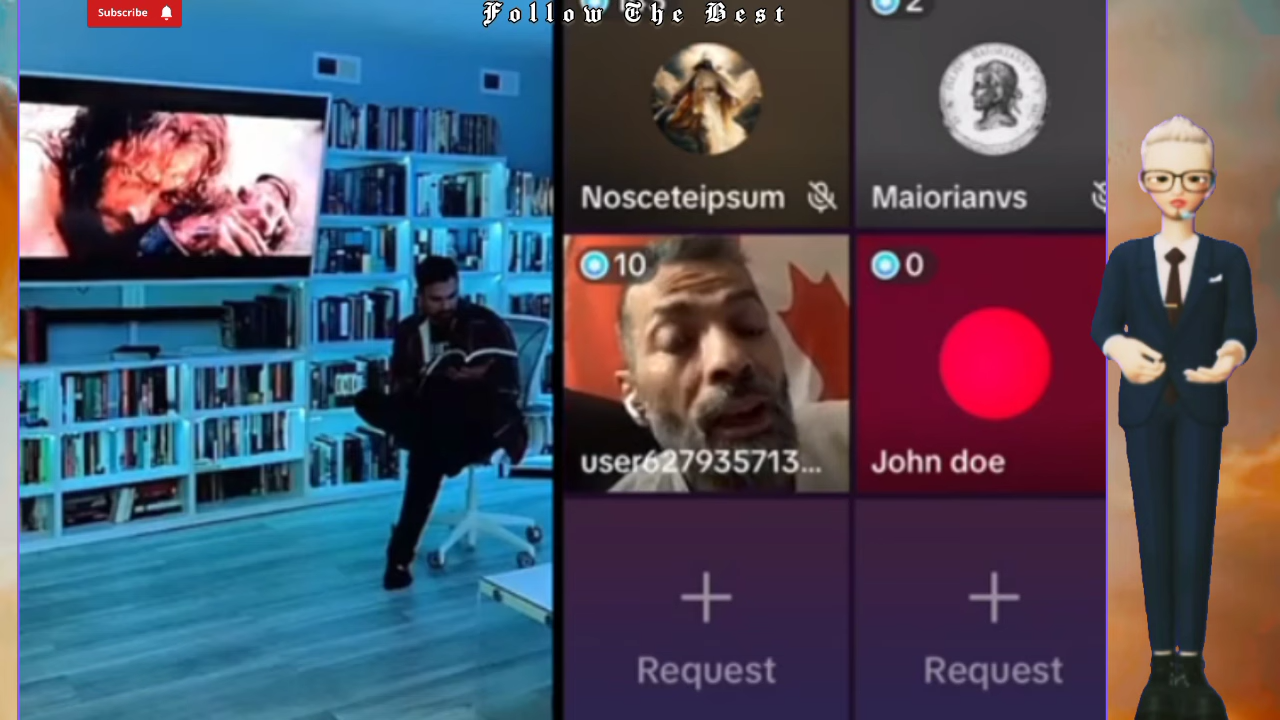 Subscribe
Follow The Best
2
Nosceteipsum
Maiorianvs
10
0
user627935713...
John doe
Request
Request